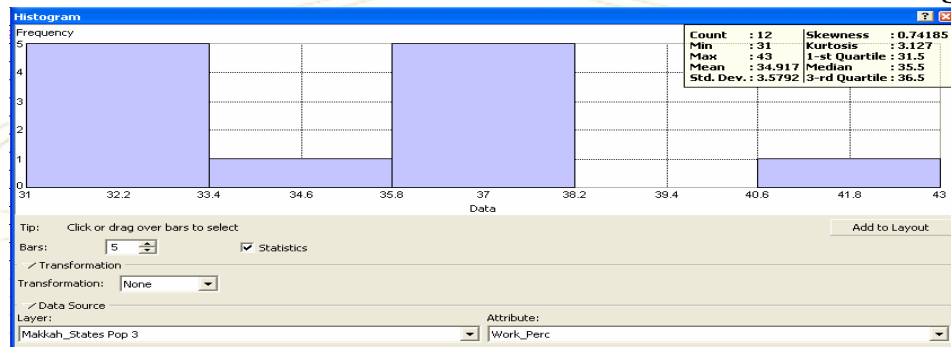 Histogram
Frequency
Count : 12 Skewness : 0.74185
Min : 31 Kurtosis : 3.127
Max : 43 1-st Quartile : 31.5
Mean : 34.917 Median : 35.5
Std. Dev. : 3.5792 3-rd Quartile : 36.5
5
4
3
2
1
0
31 32.2 33.4 34.6 35.8 37 38.2 39.4 40.6 41.8 43
Data
Tip: Click or drag over bars to select
Add to Layout
Bars: 5 Statistics
Transformation
Transformation: None
Data Source
Layer: Attribute:
Makkah_States Pop 3 Work_Perc